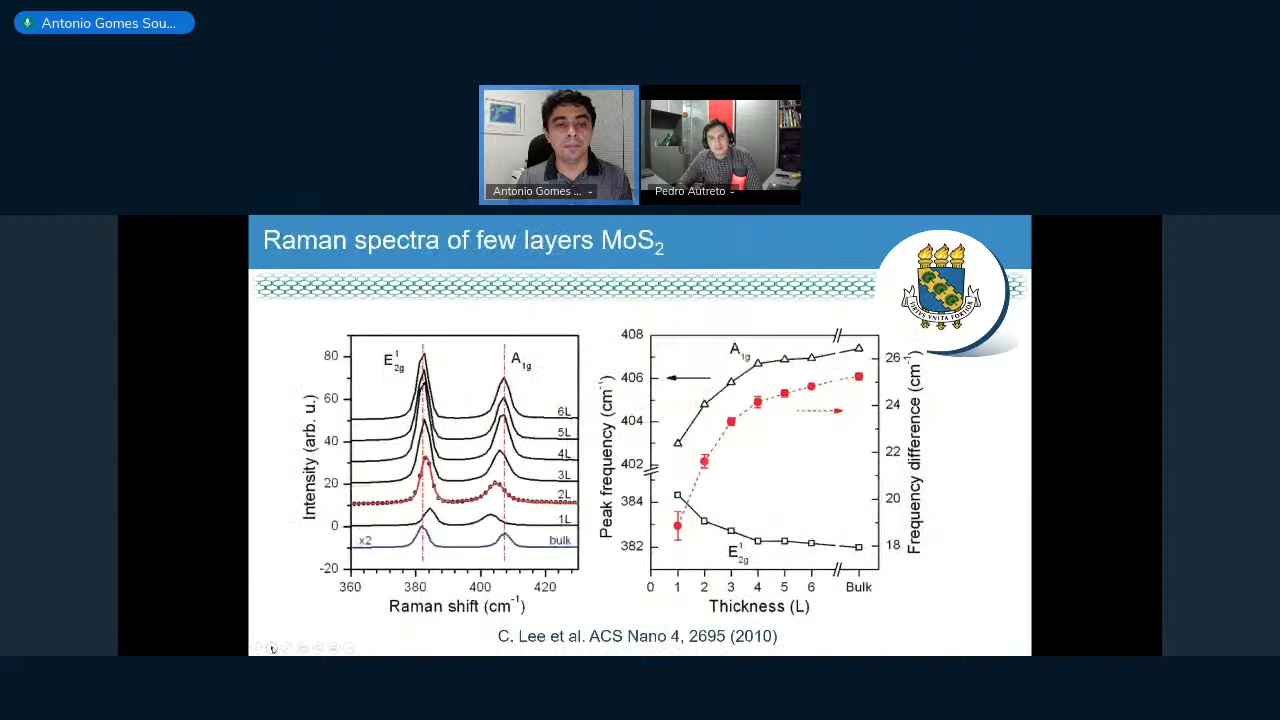 Antonio Gomes Sou...
Antonio Gomes ...
Pedro Autreto
Raman spectra of few layers MoS₂
VIRTVS VNITA FORTIOR
Intensity (arb. u.)
80
60
40
20
0
-20
E¹2g
A1g
6L
5L
4L
3L
2L
1L
x2
bulk
360
380
400
420
Raman shift (cm⁻¹)
Peak frequency (cm⁻¹)
408
406
404
402
384
382
A1g
E¹2g
26
24
22
20
18
Frequency difference (cm⁻¹)
0
1
2
3
4
5
6
Bulk
Thickness (L)
C. Lee et al. ACS Nano 4, 2695 (2010)